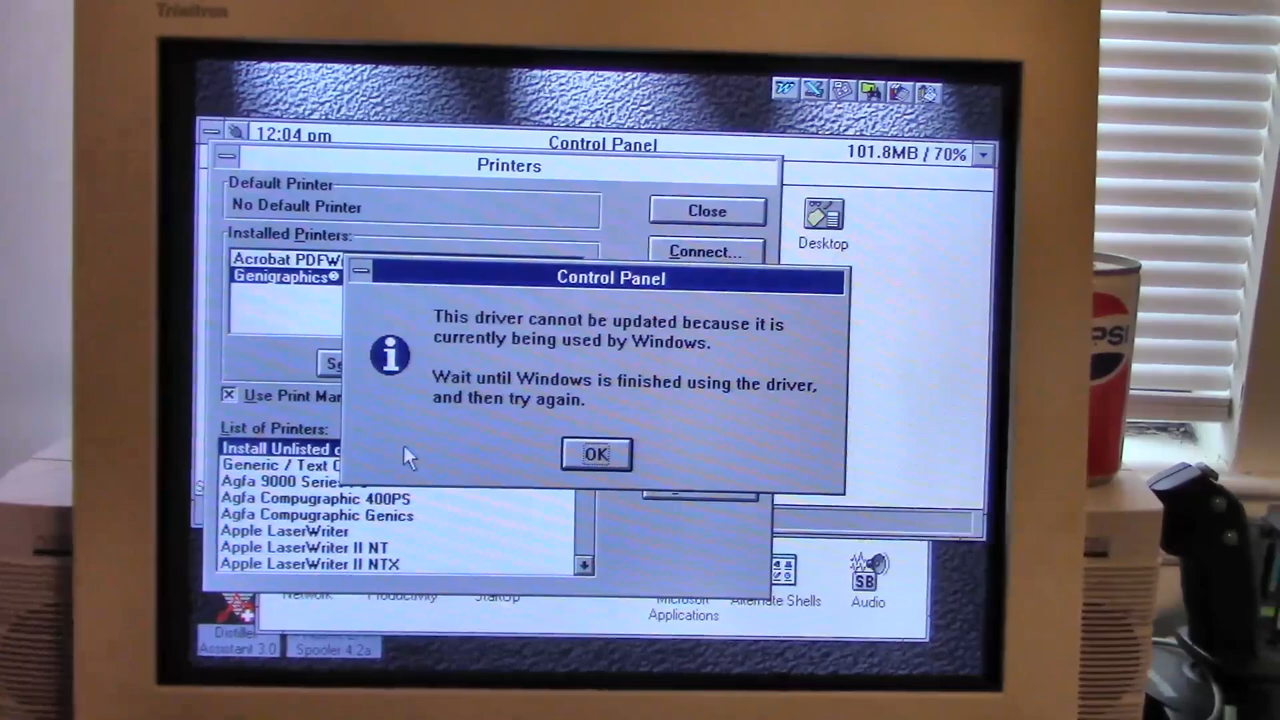 Trinitron
12:04 pm
Control Panel
101.8MB / 70%
Printers
Default Printer
No Default Printer
Close
Installed Printers:
Connect...
Acrobat PDFW
Genigraphics®
Desktop
Control Panel
This driver cannot be updated because it is
currently being used by Windows.
Wait until Windows is finished using the driver,
and then try again.
OK
Use Print Mar
List of Printers:
Install Unlisted
Generic / Text
Agfa 9000 Series
Agfa Compugraphic 400PS
Agfa Compugraphic Genics
Apple LaserWriter
Apple LaserWriter II NT
Apple LaserWriter II NTX
Network
Productivity
StartUp
Microsoft
Applications
Alternate Shells
SB
Audio
Distiller
Assistant 3.0
Spooler 4.2a
PSI